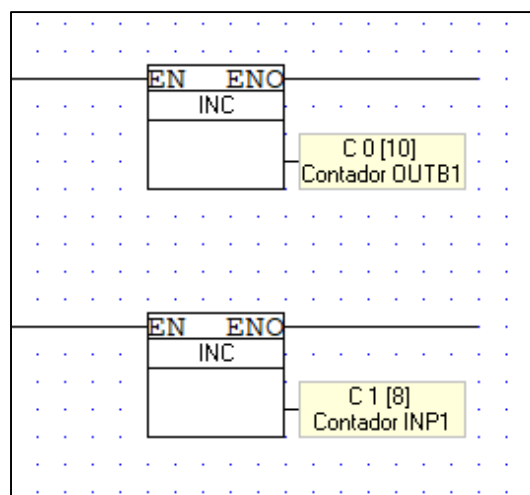 EN ENO
INC
C 0 [10]
Contador OUTB1
EN ENO
INC
C 1 [8]
Contador INP1